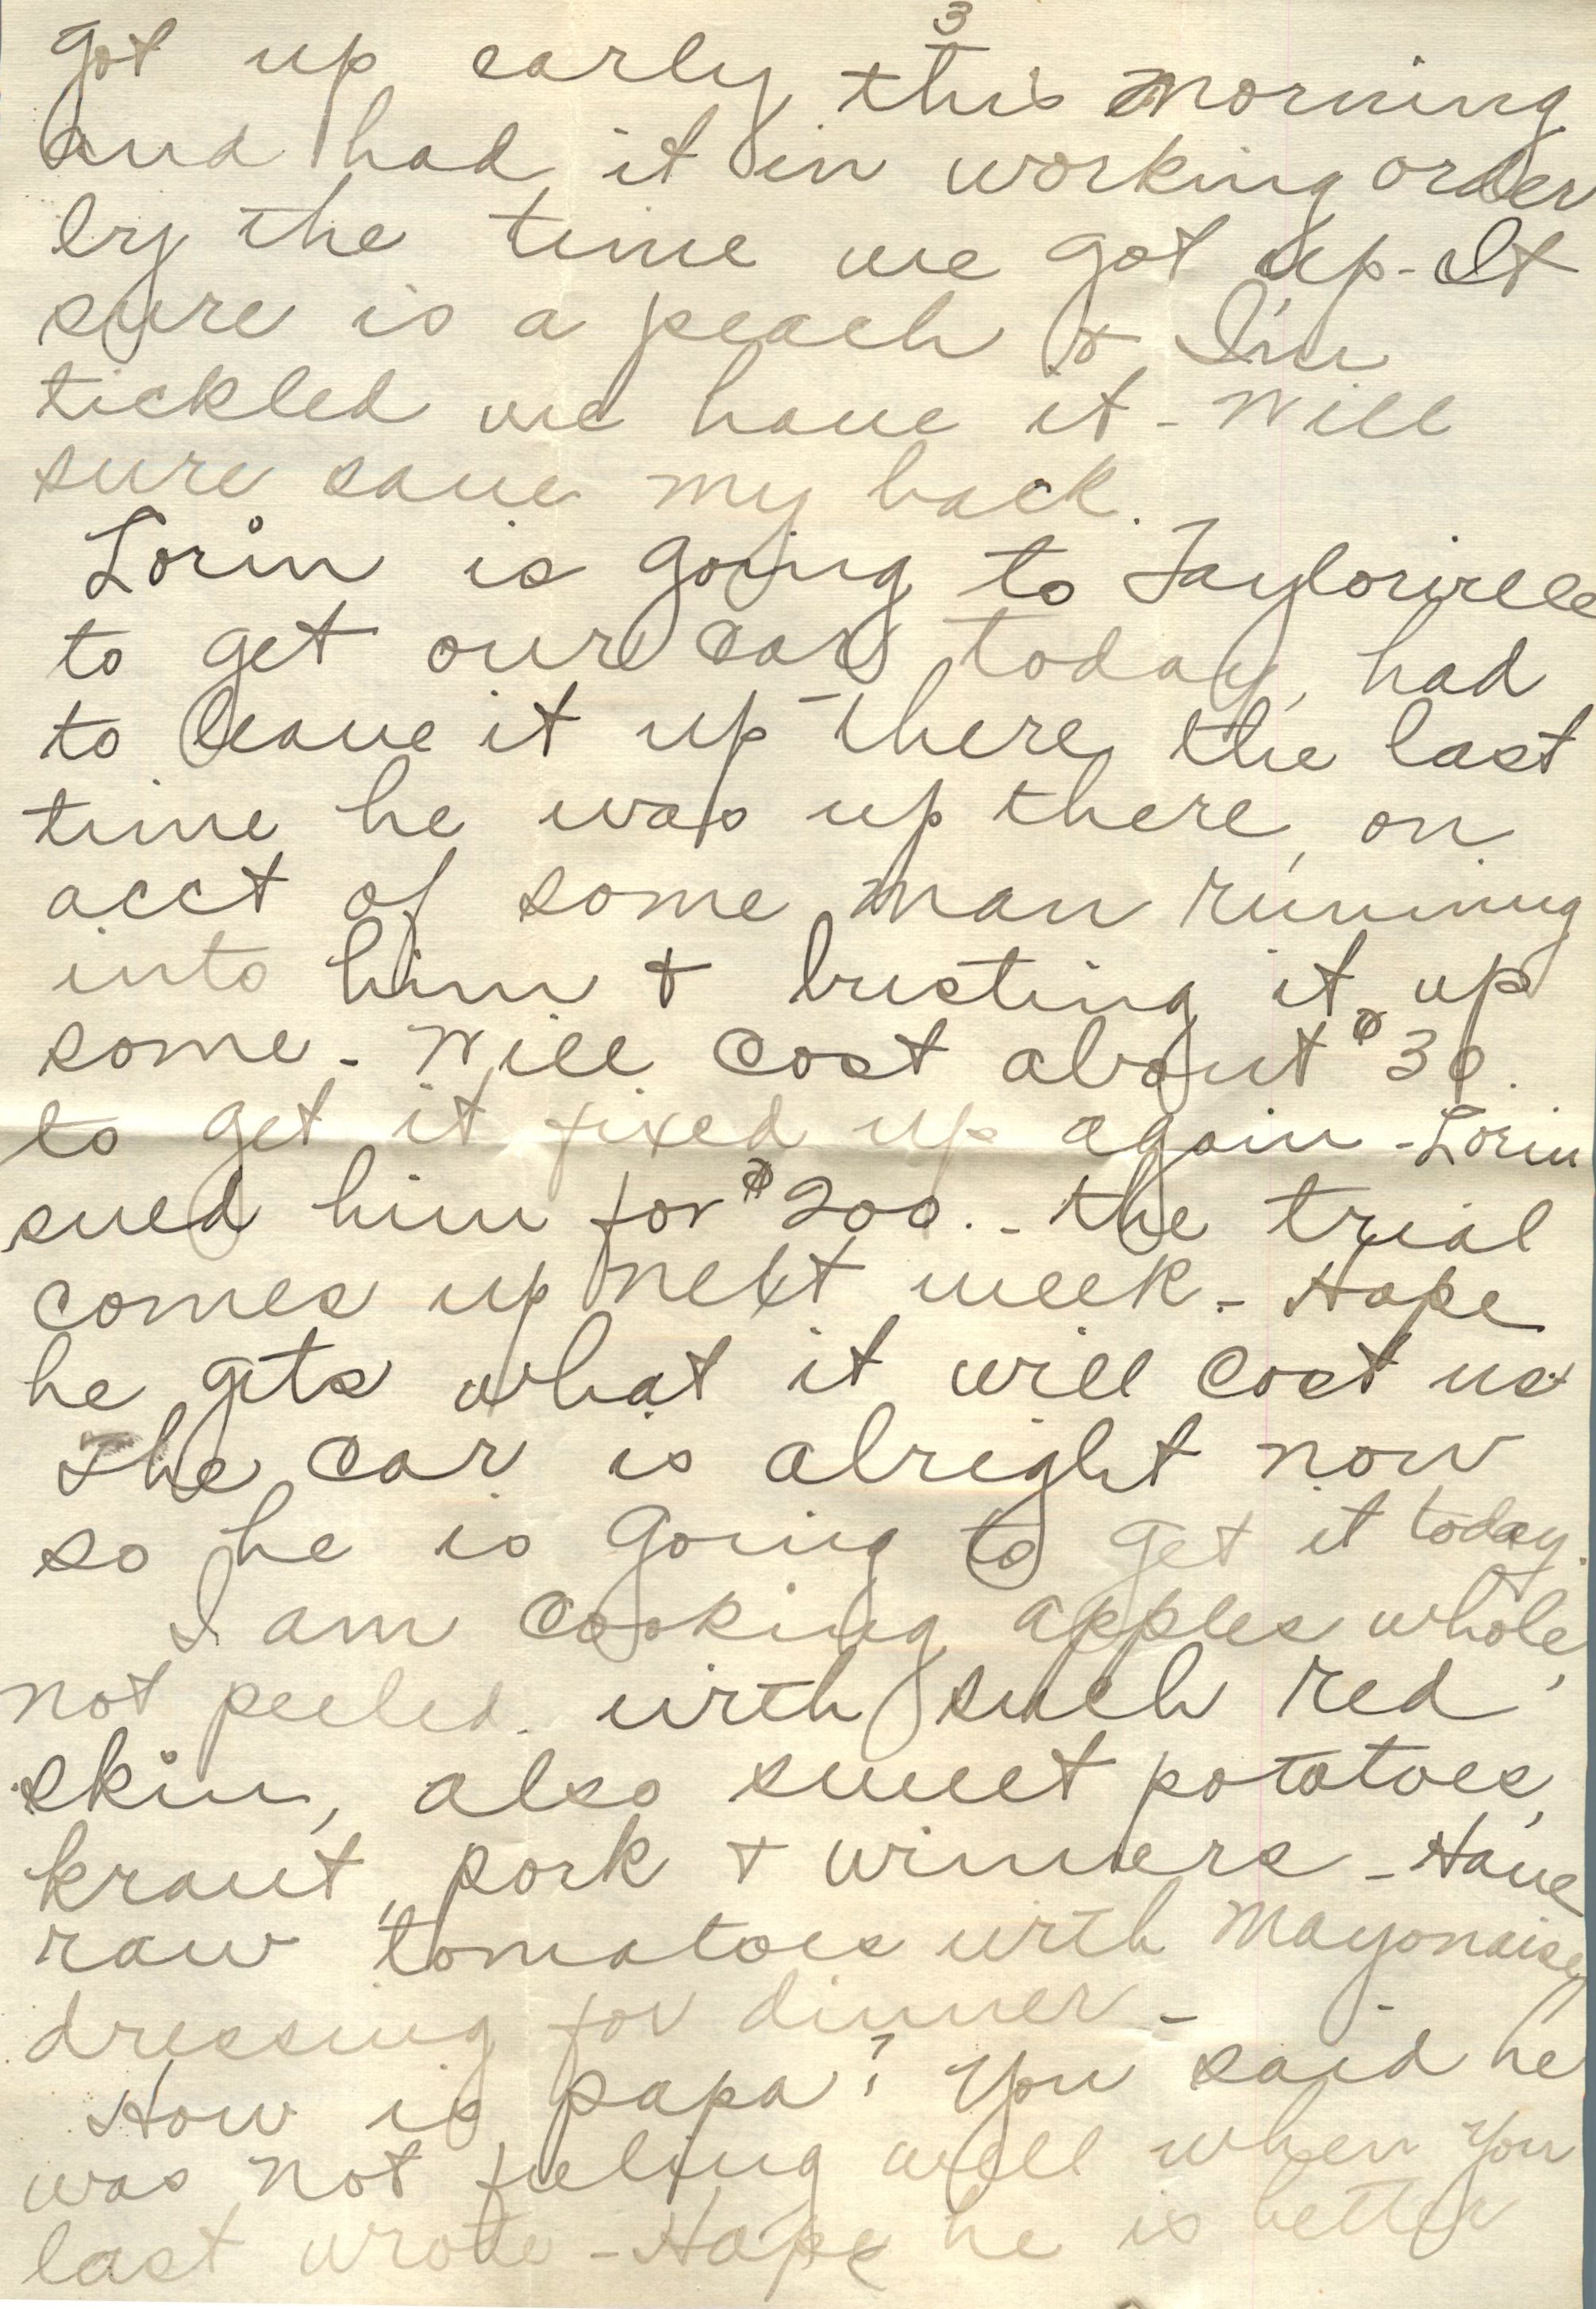 3
got up early this morning
and had it in working order
by the time we got up - It
sure is a peach & I'm
tickled we have it - Will
sure save my back.
Lorin is going to Taylorville
to get our car today, had
to leave it up there the last
time he was up there, on
acct of some man running
into him & busting it up
some - Will cost about $30.
to get it fixed up again - Lorin
sued him for $200. - the trial
comes up next week - Hope
he gets what it will cost us
The car is alright now
so he is going to get it today.
I am cooking apples whole,
not peeled. with such red
skin, also sweet potatoes,
kraut, pork & winners - Have
raw tomatoes with Mayonaise
dressing for dinner -
How is papa? You said he
was not feeling well when you
last wrote - Hope he is better